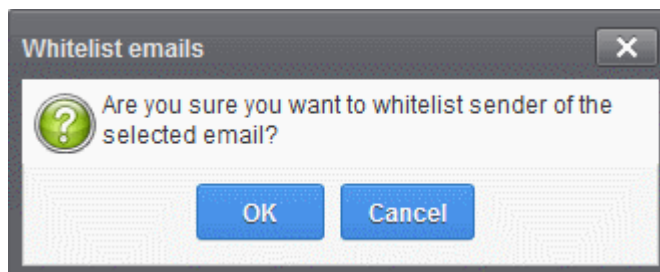 Whitelist emails
Are you sure you want to whitelist sender of the
selected email?
OK
Cancel